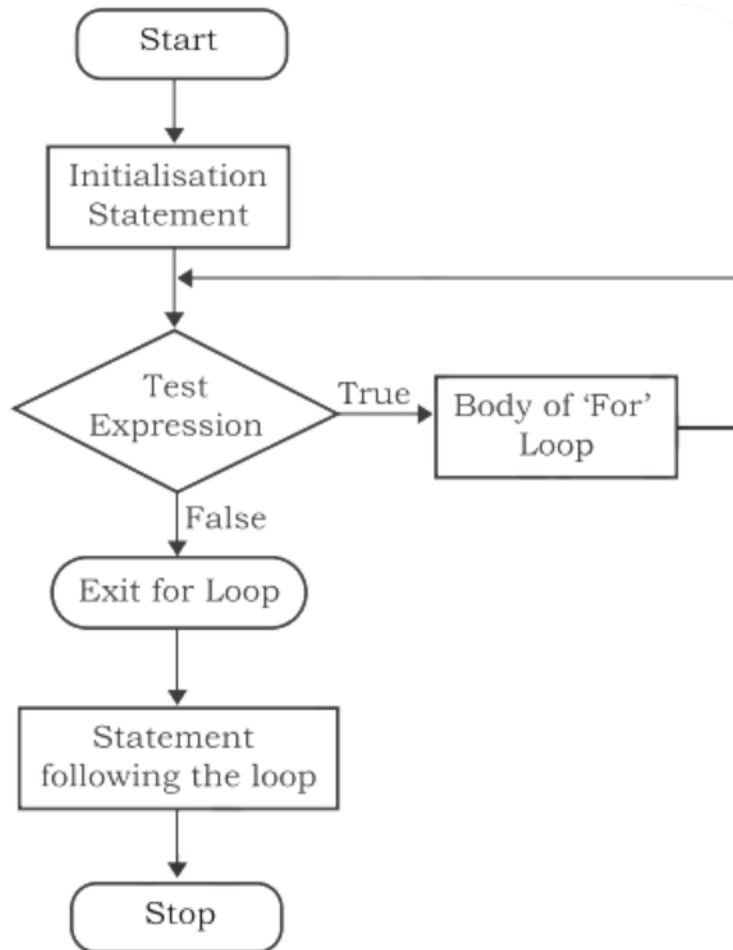 Start
Initialisation
Statement
Test
Expression
True
Body of ‘For’
Loop
False
Exit for Loop
Statement
following the loop
Stop